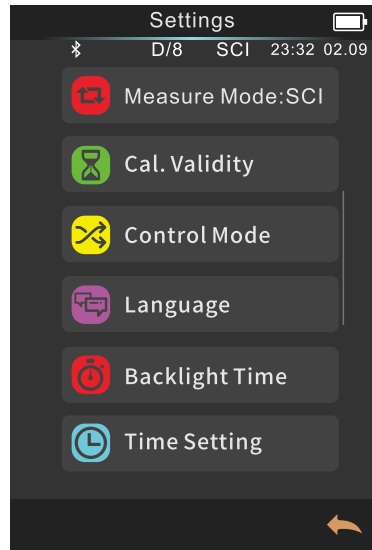 Settings
D/8 SCI 23:32 02.09
Measure Mode:SCI
Cal. Validity
Control Mode
Language
Backlight Time
Time Setting